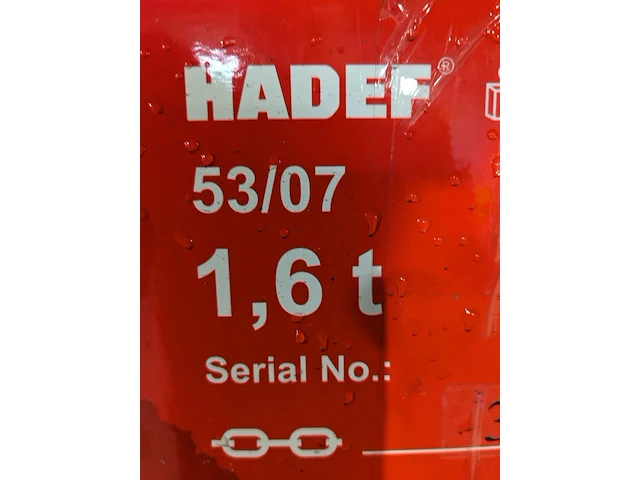 HADEF®
53/07
1,6 t
Serial No.: